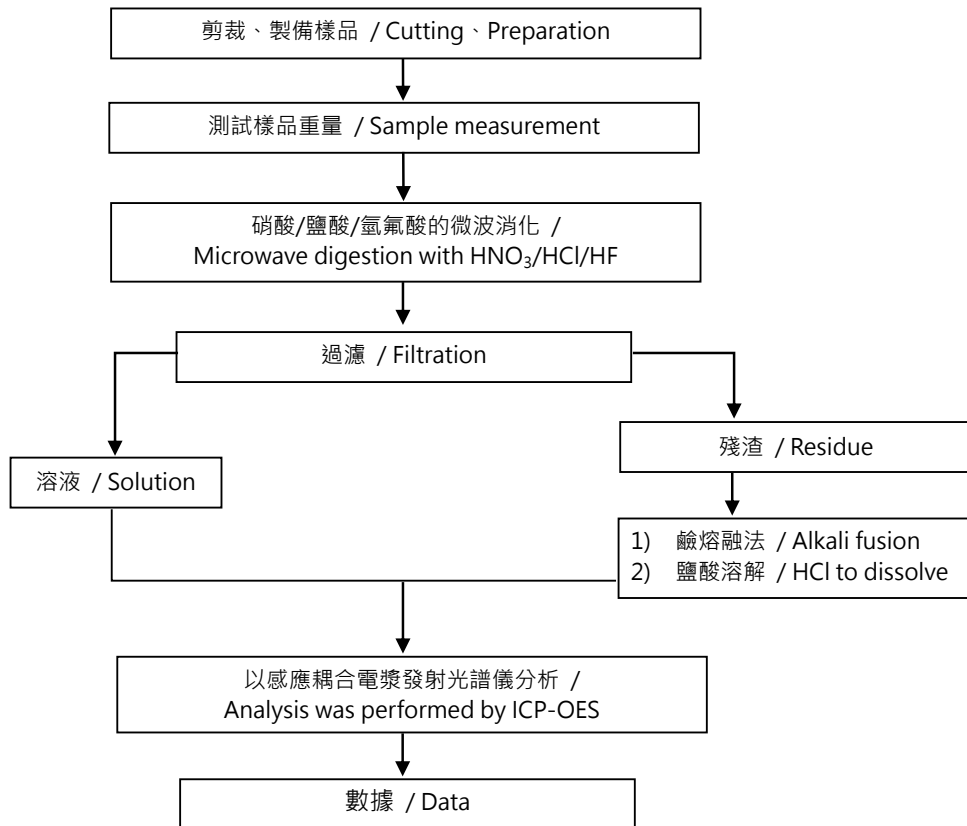 剪裁、製備樣品 / Cutting、Preparation
測試樣品重量 / Sample measurement
硝酸/鹽酸/氫氟酸的微波消化 /
Microwave digestion with HNO₃/HCl/HF
過濾 / Filtration
溶液 / Solution
殘渣 / Residue
1) 鹼熔融法 / Alkali fusion
2) 鹽酸溶解 / HCl to dissolve
以感應耦合電漿發射光譜儀分析 /
Analysis was performed by ICP-OES
數據 / Data